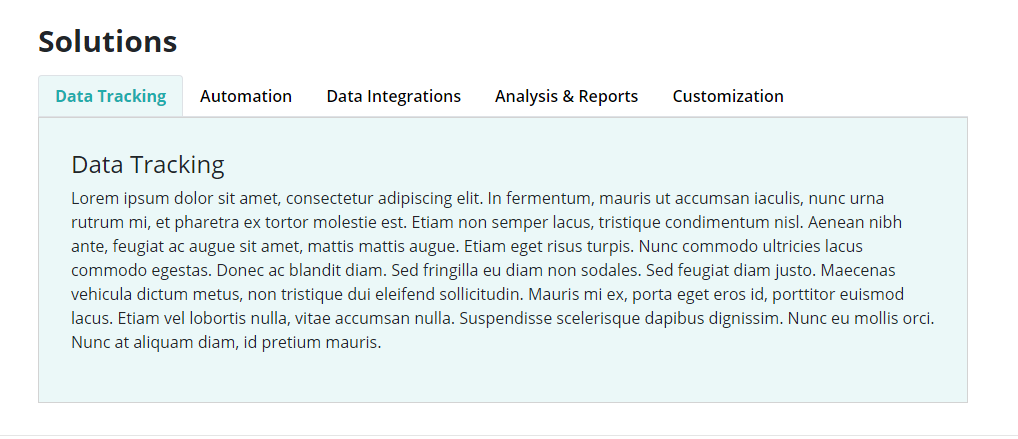 Solutions
Data Tracking Automation Data Integrations Analysis & Reports Customization
Data Tracking
Lorem ipsum dolor sit amet, consectetur adipiscing elit. In fermentum, mauris ut accumsan iaculis, nunc urna
rutrum mi, et pharetra ex tortor molestie est. Etiam non semper lacus, tristique condimentum nisl. Aenean nibh
ante, feugiat ac augue sit amet, mattis mattis augue. Etiam eget risus turpis. Nunc commodo ultricies lacus
commodo egestas. Donec ac blandit diam. Sed fringilla eu diam non sodales. Sed feugiat diam justo. Maecenas
vehicula dictum metus, non tristique dui eleifend sollicitudin. Mauris mi ex, porta eget eros id, porttitor euismod
lacus. Etiam vel lobortis nulla, vitae accumsan nulla. Suspendisse scelerisque dapibus dignissim. Nunc eu mollis orci.
Nunc at aliquam diam, id pretium mauris.